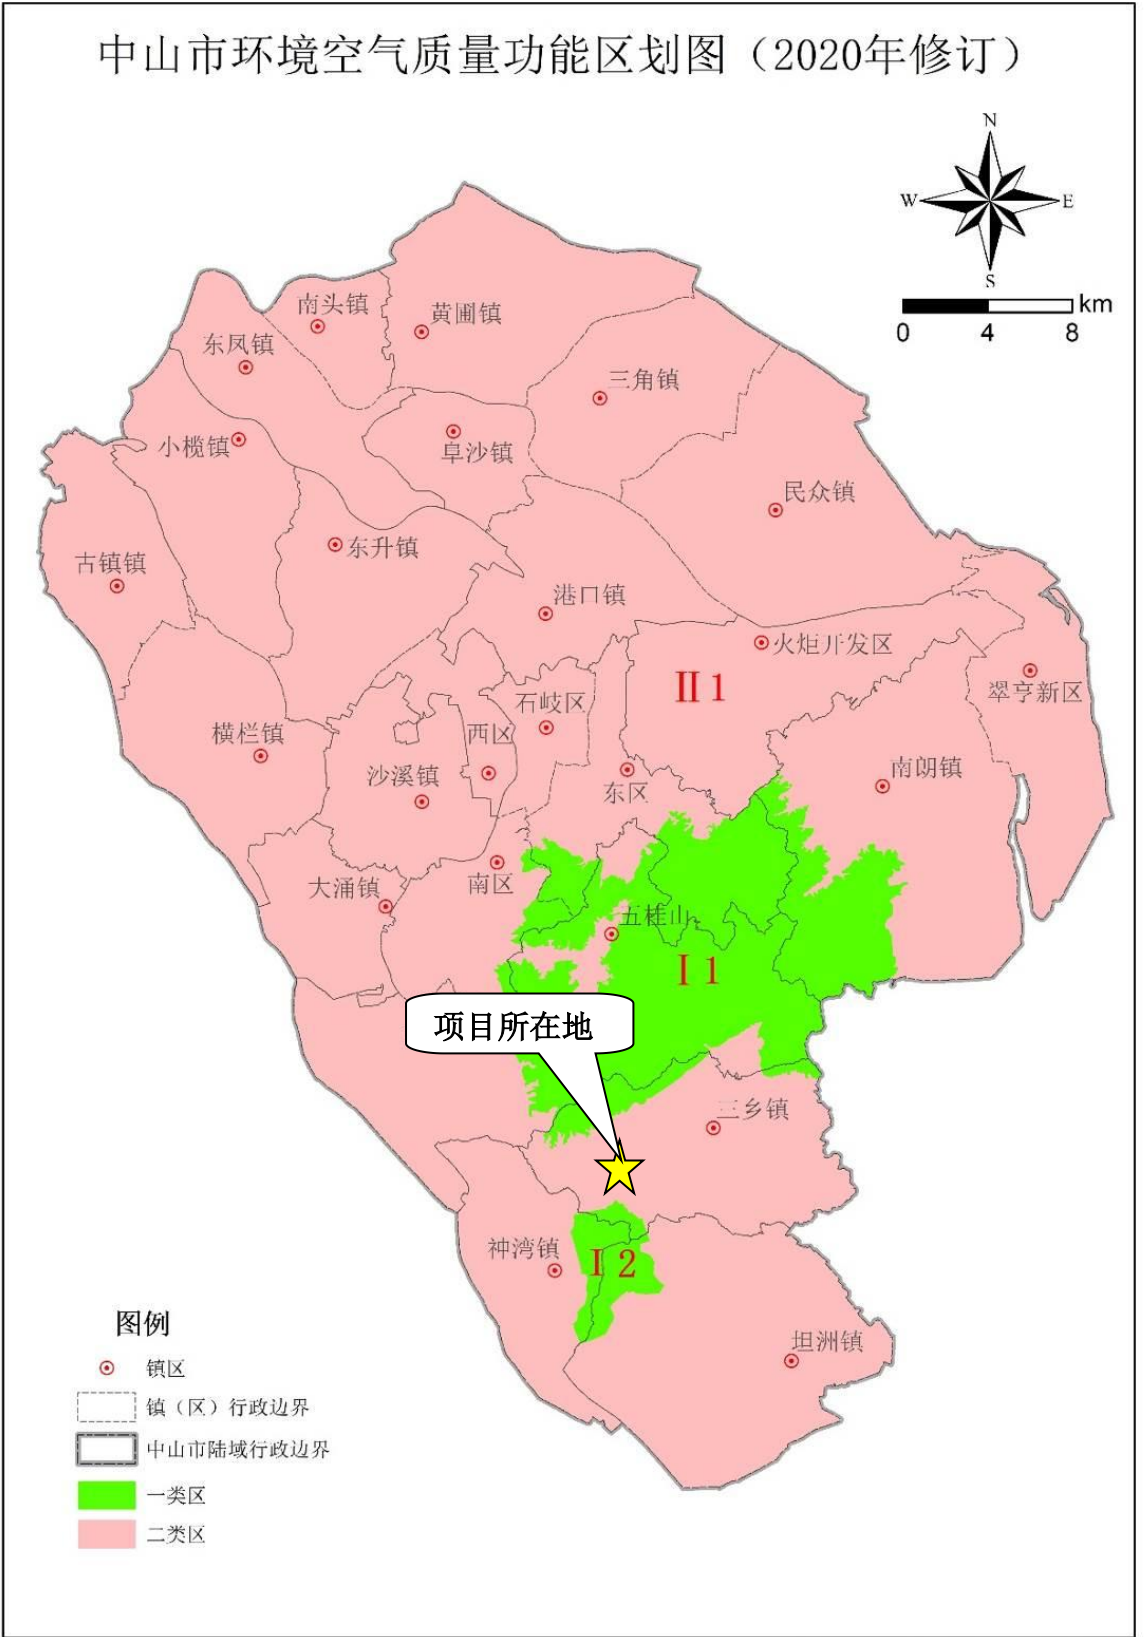 中山市环境空气质量功能区划图（2020年修订）
N
W
E
S
km
0 4 8
南头镇
黄圃镇
东凤镇
三角镇
小榄镇
阜沙镇
民众镇
东升镇
古镇镇
港口镇
火炬开发区
翠亨新区
Ⅱ1
石岐区
西区
横栏镇
沙溪镇
东区
南朗镇
南区
大涌镇
五桂山
Ⅰ1
项目所在地
三乡镇
神湾镇
Ⅰ2
坦洲镇
图例
镇区
镇（区）行政边界
中山市陆域行政边界
一类区
二类区